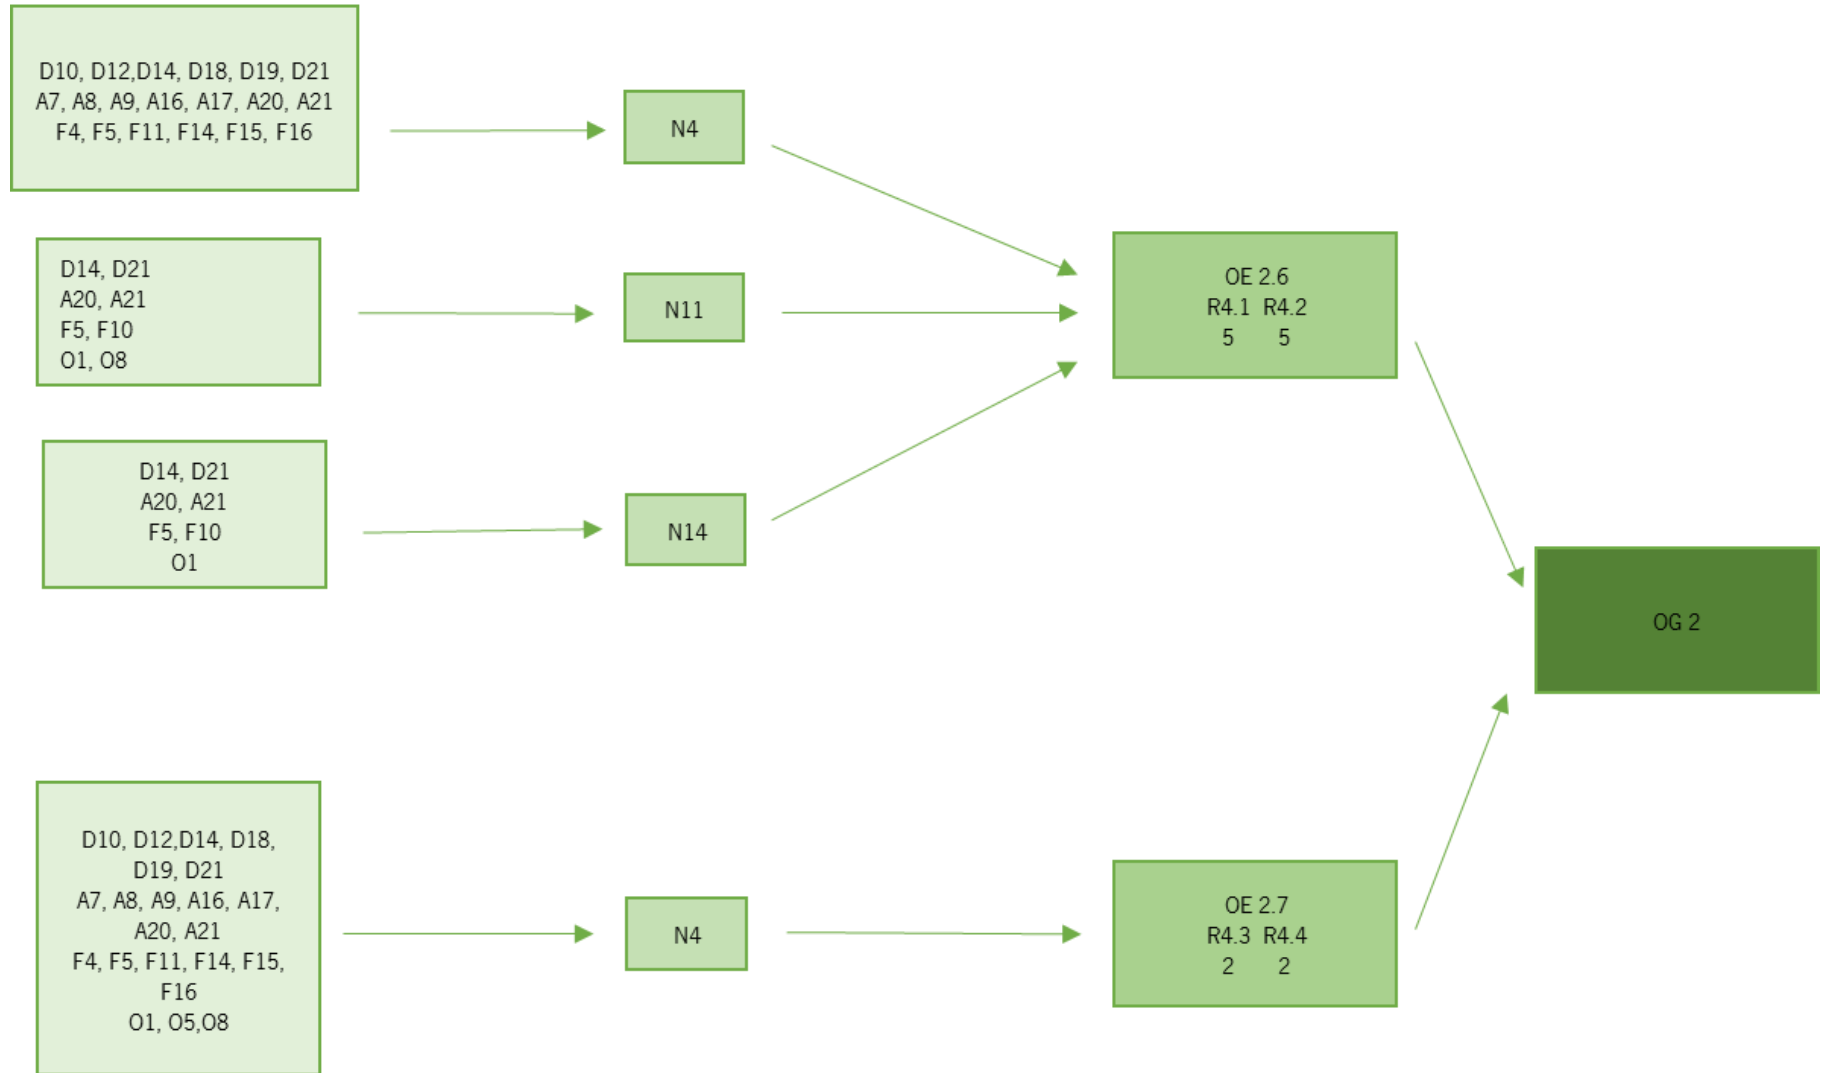 D10, D12,D14, D18, D19, D21
A7, A8, A9, A16, A17, A20, A21
F4, F5, F11, F14, F15, F16
N4
D14, D21
A20, A21
F5, F10
O1, O8
N11
OE 2.6
R4.1 R4.2
5 5
D14, D21
A20, A21
F5, F10
O1
N14
OG 2
D10, D12,D14, D18,
D19, D21
A7, A8, A9, A16, A17,
A20, A21
F4, F5, F11, F14, F15,
F16
O1, O5,O8
N4
OE 2.7
R4.3 R4.4
2 2